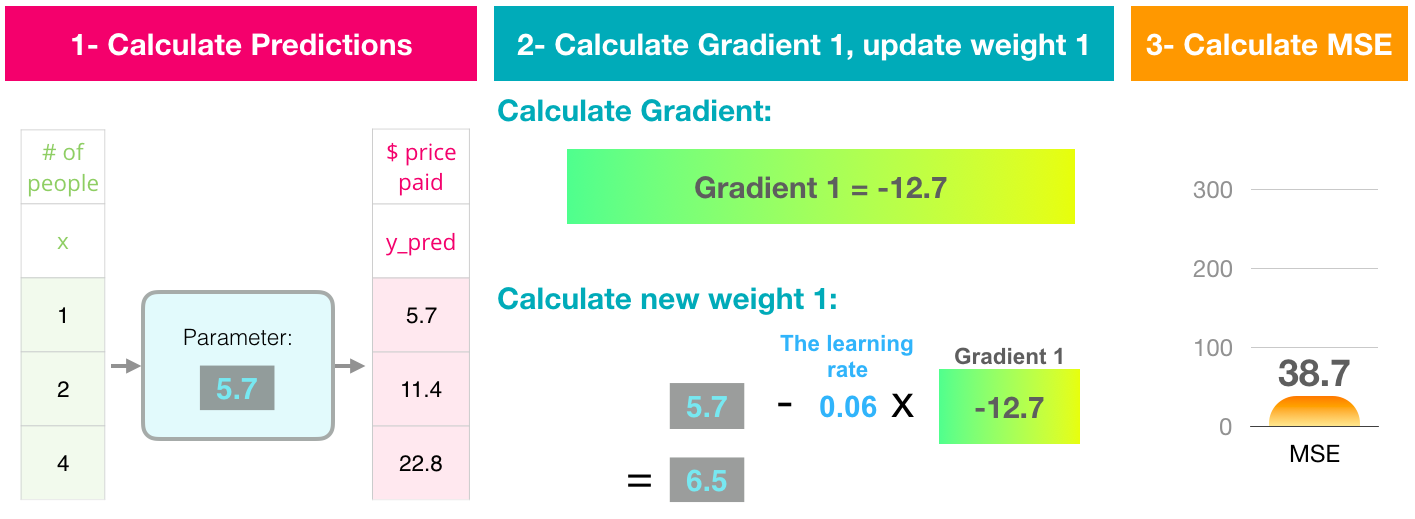 1- Calculate Predictions
# of
people
x
1
2
4
Parameter:
5.7
$ price
paid
y_pred
5.7
11.4
22.8
2- Calculate Gradient 1, update weight 1
Calculate Gradient:
Gradient 1 = -12.7
Calculate new weight 1:
The learning
rate
Gradient 1
5.7 - 0.06 X -12.7
= 6.5
3- Calculate MSE
300
200
100
38.7
0
MSE